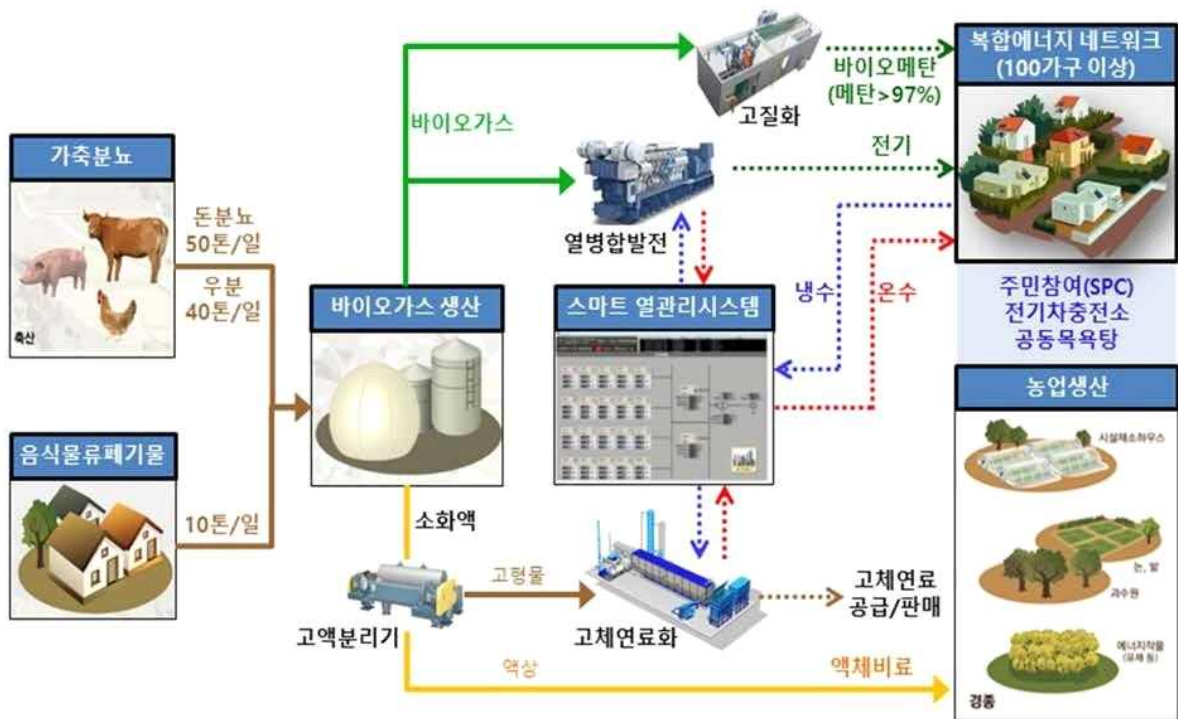 가축분뇨
축산
돈분뇨
50톤/일
우분
40톤/일
음식물류폐기물
10톤/일
바이오가스 생산
바이오가스
고질화
바이오메탄
(메탄>97%)
열병합발전
전기
복합에너지 네트워크
(100가구 이상)
스마트 열관리시스템
냉수
온수
주민참여(SPC)
전기차충전소
공동목욕탕
소화액
고액분리기
고형물
고체연료화
고체연료
공급/판매
액상
액체비료
농업생산
시설채소하우스
논, 밭
과수원
에너지작물
(유채 등)
경종